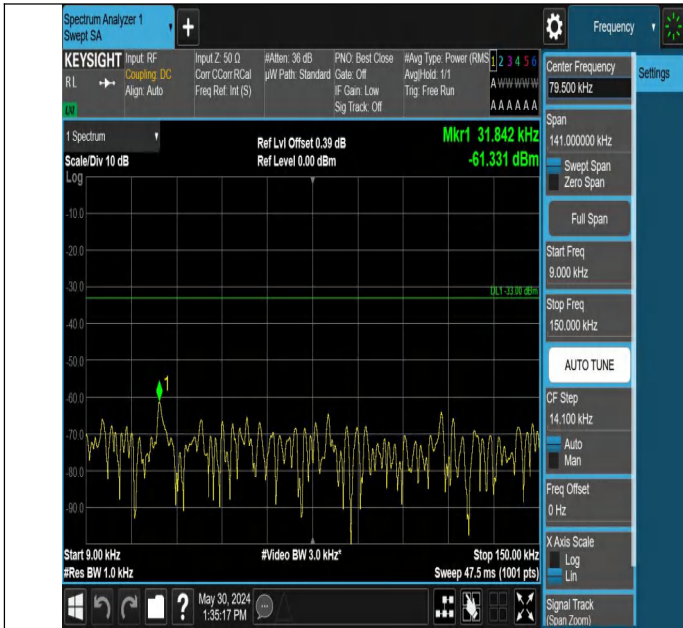 Spectrum Analyzer 1
Swept SA
+
Frequency
KEYSIGHT
RL
Input: RF
Coupling: DC
Align: Auto
Input Z: 50 Ω
Corr CCorr RCal
Freq Ref: Int (S)
#Atten: 36 dB
µW Path: Standard
PNO: Best Close
Gate: Off
IF Gain: Low
Sig Track: Off
#Avg Type: Power (RMS
Avg|Hold: 1/1
Trig: Free Run
1 2 3 4 5 6
A W W W W W
A A A A A A
1 Spectrum
Scale/Div 10 dB
Log
Ref Lvl Offset 0.39 dB
Ref Level 0.00 dBm
Mkr1 31.842 kHz
-61.331 dBm
-10.0
-20.0
-30.0
DL1 -33.00 dBm
-40.0
-50.0
1
-60.0
-70.0
-80.0
-90.0
Start 9.00 kHz
#Res BW 1.0 kHz
#Video BW 3.0 kHz*
Stop 150.00 kHz
Sweep 47.5 ms (1001 pts)
?
May 30, 2024
1:35:17 PM
Center Frequency
79.500 kHz
Settings
Span
141.000000 kHz
Swept Span
Zero Span
Full Span
Start Freq
9.000 kHz
Stop Freq
150.000 kHz
AUTO TUNE
CF Step
14.100 kHz
Auto
Man
Freq Offset
0 Hz
X Axis Scale
Log
Lin
Signal Track
(Span Zoom)